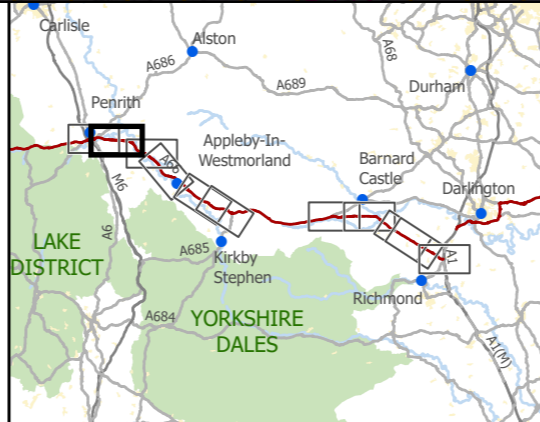 Carlisle
Alston
A686
A68
A689
Durham
Penrith
Appleby-In-
Westmorland
A66
Barnard
Castle
Darlington
M6
A6
LAKE
DISTRICT
A685
Kirkby
Stephen
A1
Richmond
A684
YORKSHIRE
DALES
A1(M)